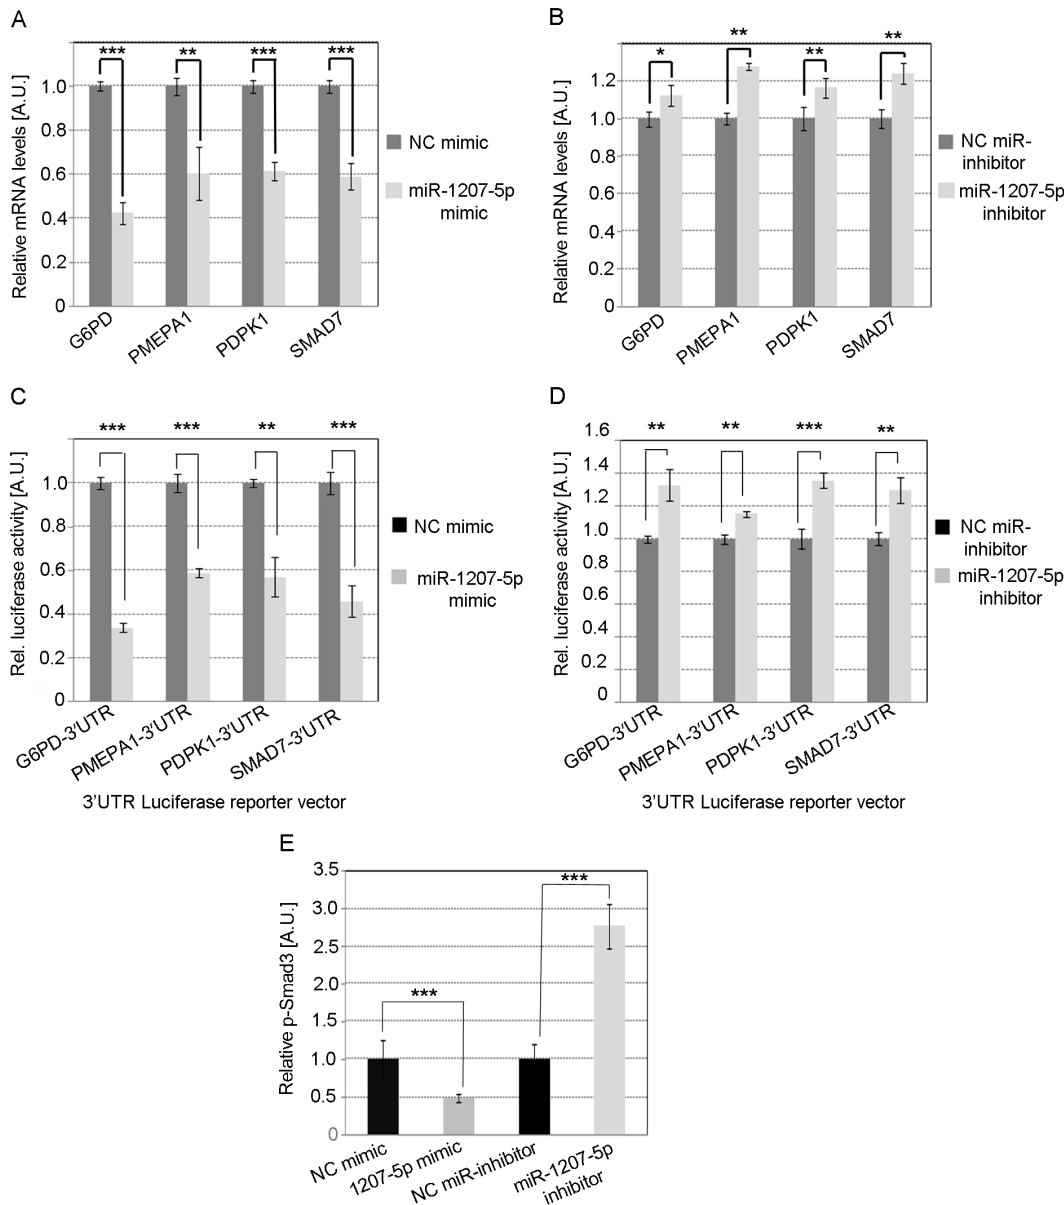 A
Relative mRNA levels [A.U.]
1.0
0.8
0.6
0.4
0.2
0
***
**
***
***
G6PD
PMEPA1
PDPK1
SMAD7
NC mimic
miR-1207-5p
mimic
B
Relative mRNA levels [A.U.]
1.2
1.0
0.8
0.6
0.4
0.2
0
*
**
**
**
G6PD
PMEPA1
PDPK1
SMAD7
NC miR-
inhibitor
miR-1207-5p
inhibitor
C
Rel. luciferase activity [A.U.]
1.0
0.8
0.6
0.4
0.2
0
***
***
**
***
G6PD-3'UTR
PMEPA1-3'UTR
PDPK1-3'UTR
SMAD7-3'UTR
3'UTR Luciferase reporter vector
NC mimic
miR-1207-5p
mimic
D
Rel. luciferase activity [A.U.]
1.6
1.4
1.2
1.0
0.8
0.6
0.4
0.2
0
**
**
***
**
G6PD-3'UTR
PMEPA1-3'UTR
PDPK1-3'UTR
SMAD7-3'UTR
3'UTR Luciferase reporter vector
NC miR-
inhibitor
miR-1207-5p
inhibitor
E
Relative p-Smad3 [A.U.]
3.5
3.0
2.5
2.0
1.5
1.0
0.5
0
***
***
NC mimic
1207-5p mimic
NC miR-inhibitor
miR-1207-5p
inhibitor